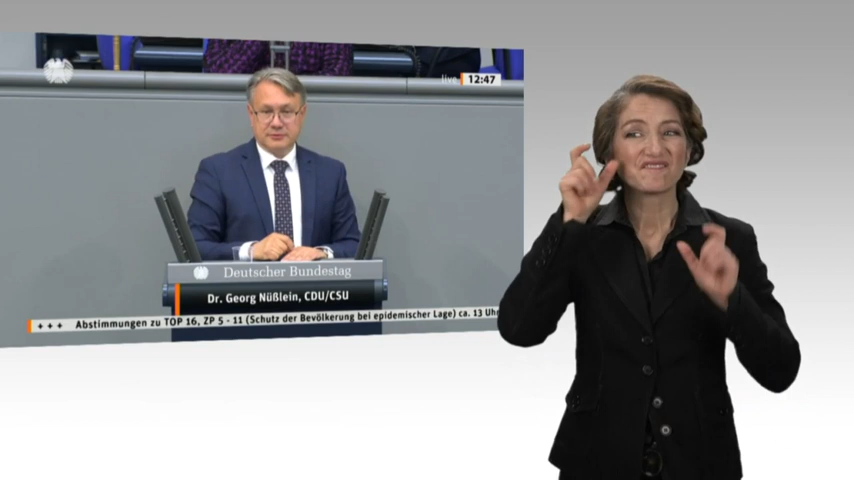 live 12:47
Deutscher Bundestag
Dr. Georg Nüßlein, CDU/CSU
+ + + Abstimmungen zu TOP 16, ZP 5 - 11 (Schutz der Bevölkerung bei epidemischer Lage) ca. 13 Uhr